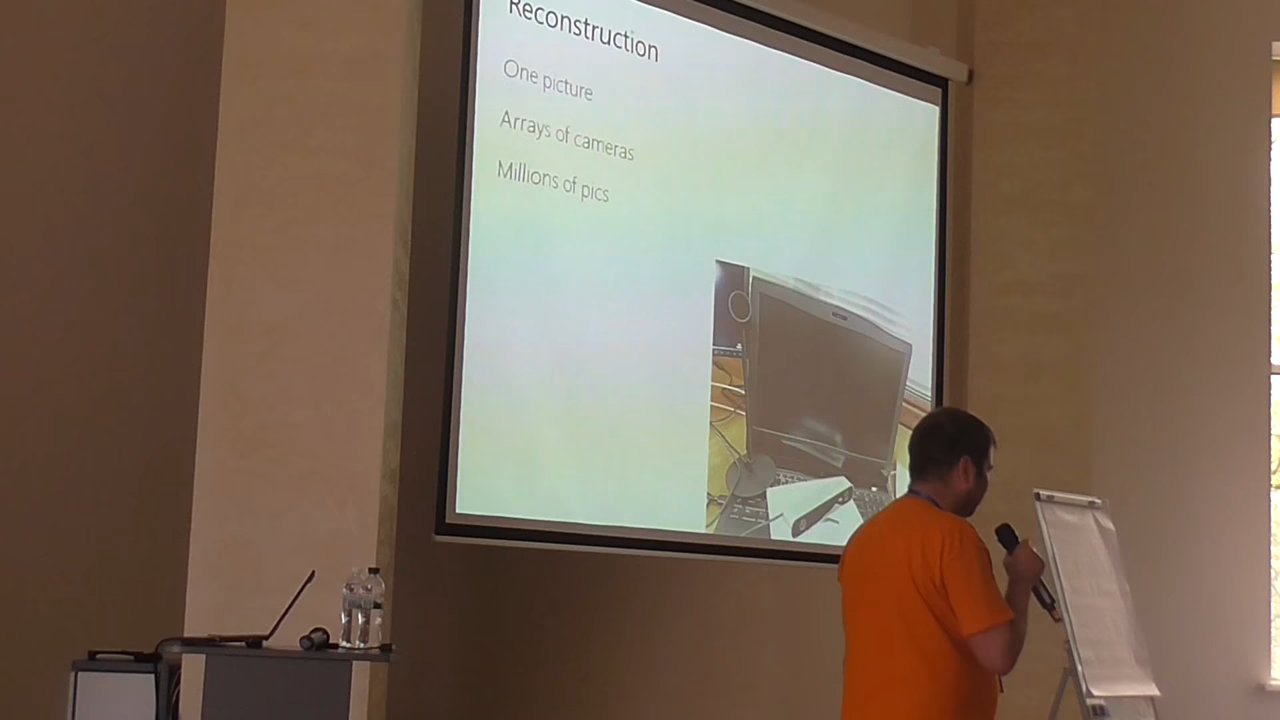 Reconstruction
One picture
Arrays of cameras
Millions of pics